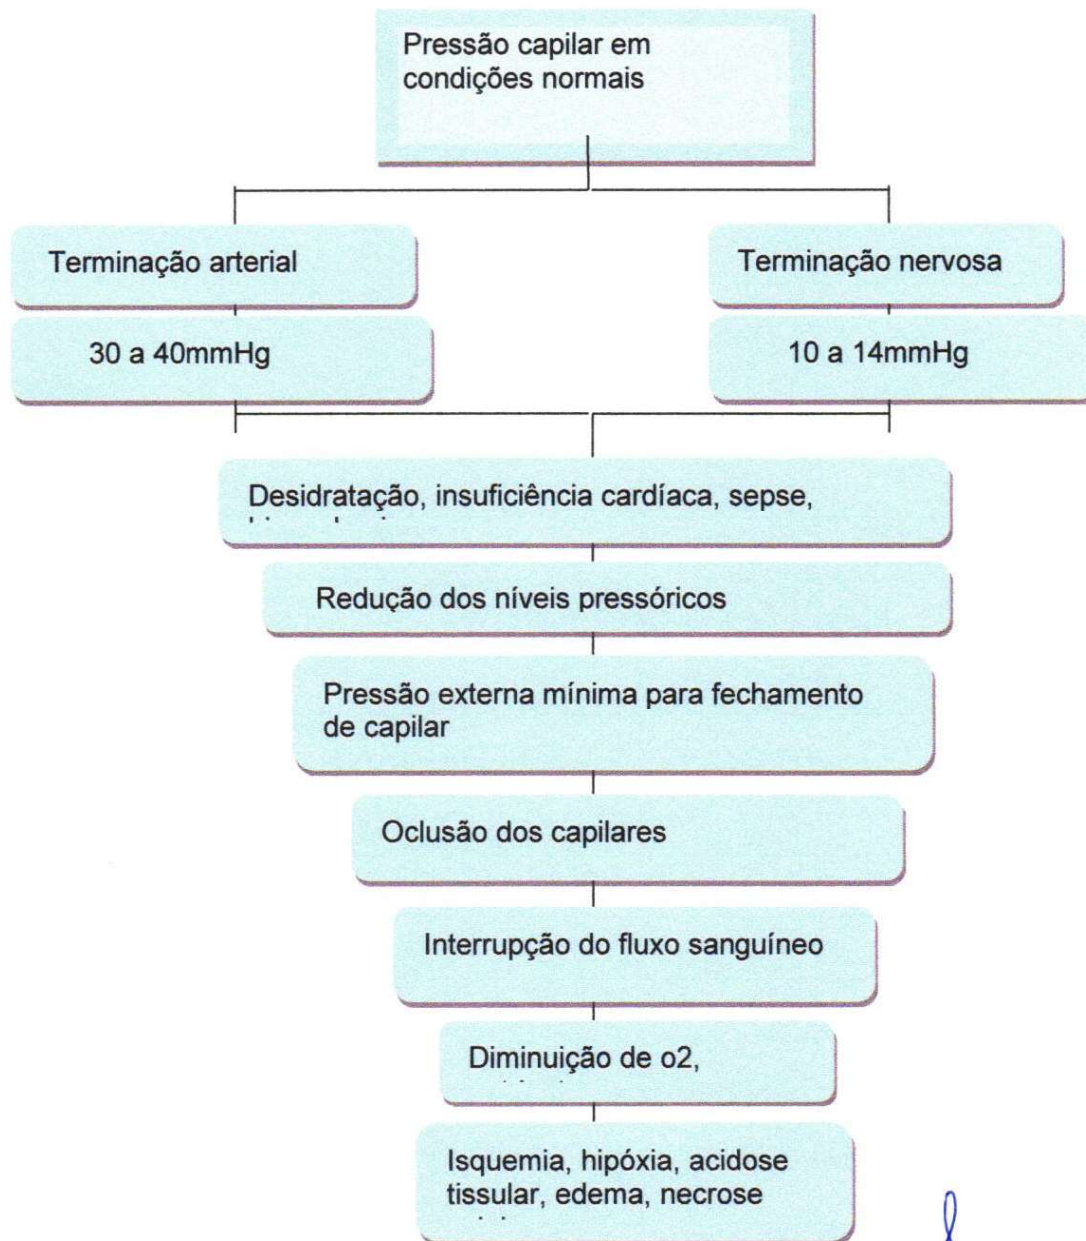 Pressão capilar em
condições normais
Terminação arterial
Terminação nervosa
30 a 40mmHg
10 a 14mmHg
Desidratação, insuficiência cardíaca, sepse,
Redução dos níveis pressóricos
Pressão externa mínima para fechamento
de capilar
Oclusão dos capilares
Interrupção do fluxo sanguíneo
Diminuição de o2,
Isquemia, hipóxia, acidose
tissular, edema, necrose